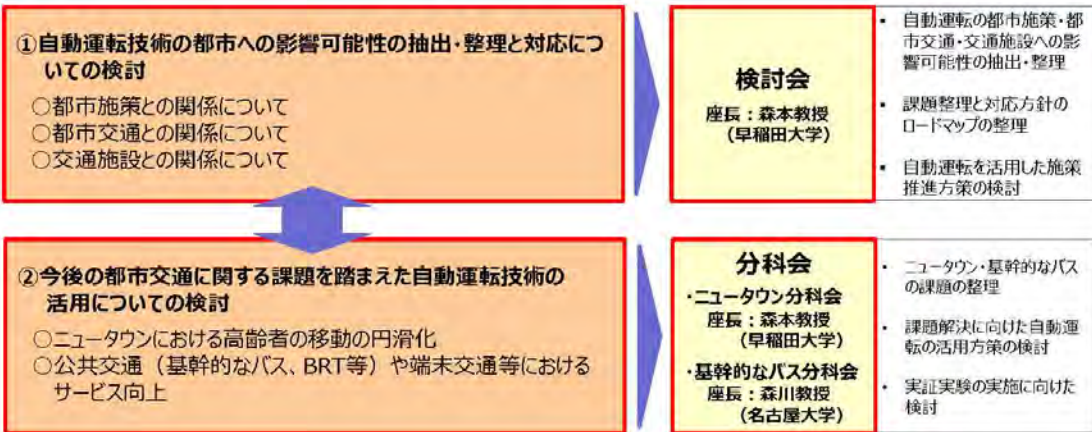 ①自動運転技術の都市への影響可能性の抽出・整理と対応につ
いての検討
○都市施策との関係について
○都市交通との関係について
○交通施設との関係について
検討会
座長：森本教授
（早稲田大学）
▪ 自動運転の都市施策・都
市交通・交通施設への影
響可能性の抽出・整理
▪ 課題整理と対応方針の
ロードマップの整理
▪ 自動運転を活用した施策
推進方策の検討
②今後の都市交通に関する課題を踏まえた自動運転技術の
活用についての検討
○ニュータウンにおける高齢者の移動の円滑化
○公共交通（基幹的なバス、BRT等）や端末交通等における
サービス向上
分科会
・ニュータウン分科会
座長：森本教授
（早稲田大学）
・基幹的なバス分科会
座長：森川教授
（名古屋大学）
▪ ニュータウン・基幹的なバス
の課題の整理
▪ 課題解決に向けた自動運
転の活用方策の検討
▪ 実証実験の実施に向けた
検討